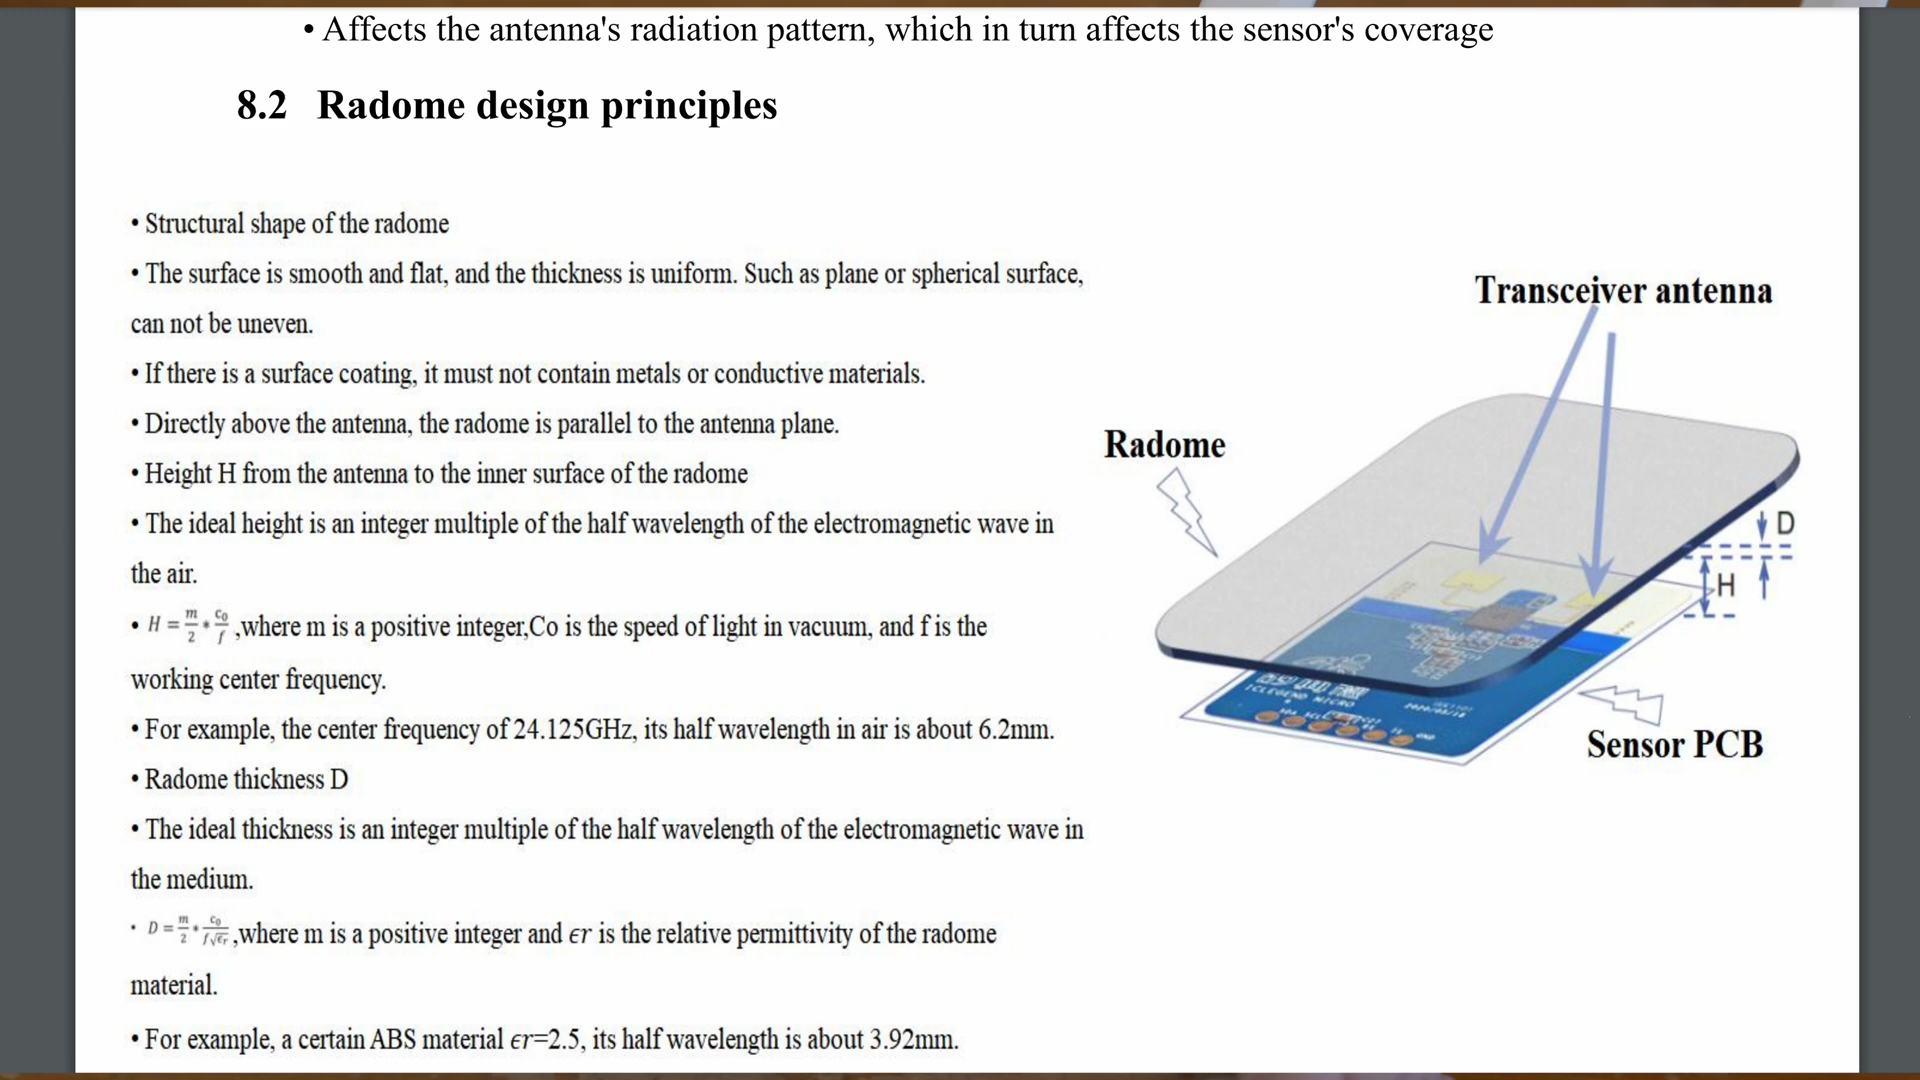 • Affects the antenna's radiation pattern, which in turn affects the sensor's coverage
8.2 Radome design principles
• Structural shape of the radome
• The surface is smooth and flat, and the thickness is uniform. Such as plane or spherical surface,
can not be uneven.
• If there is a surface coating, it must not contain metals or conductive materials.
• Directly above the antenna, the radome is parallel to the antenna plane.
• Height H from the antenna to the inner surface of the radome
• The ideal height is an integer multiple of the half wavelength of the electromagnetic wave in
the air.
• H = m/2 * c₀/f ,where m is a positive integer,Co is the speed of light in vacuum, and f is the
working center frequency.
• For example, the center frequency of 24.125GHz, its half wavelength in air is about 6.2mm.
• Radome thickness D
• The ideal thickness is an integer multiple of the half wavelength of the electromagnetic wave in
the medium.
• D = m/2 * c₀/f√ϵr ,where m is a positive integer and ϵr is the relative permittivity of the radome
material.
• For example, a certain ABS material ϵr=2.5, its half wavelength is about 3.92mm.
Transceiver antenna
Radome
D
H
ICLEGEND MICRO
Sensor PCB